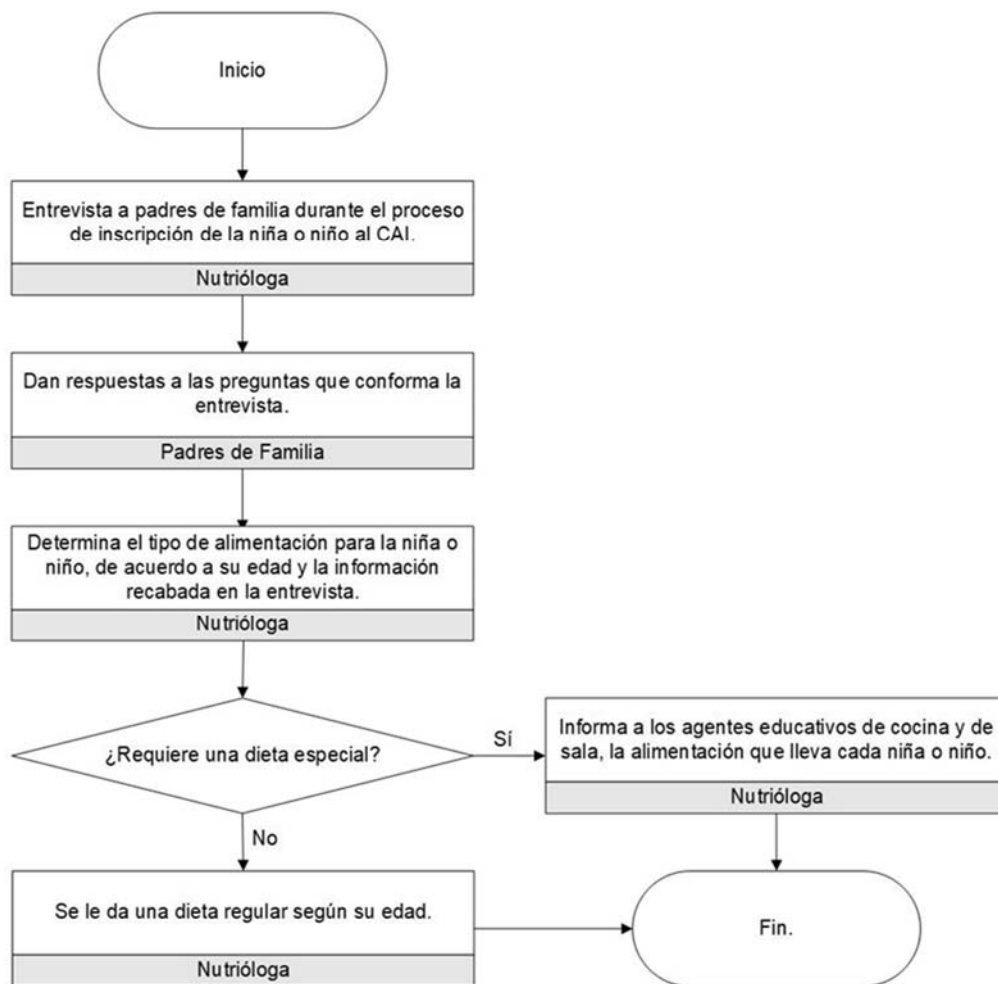 Inicio
Entrevista a padres de familia durante el proceso
de inscripción de la niña o niño al CAI.
Nutrióloga
Dan respuestas a las preguntas que conforma la
entrevista.
Padres de Familia
Determina el tipo de alimentación para la niña o
niño, de acuerdo a su edad y la información
recabada en la entrevista.
Nutrióloga
¿Requiere una dieta especial?
Sí
Informa a los agentes educativos de cocina y de
sala, la alimentación que lleva cada niña o niño.
Nutrióloga
No
Se le da una dieta regular según su edad.
Nutrióloga
Fin.